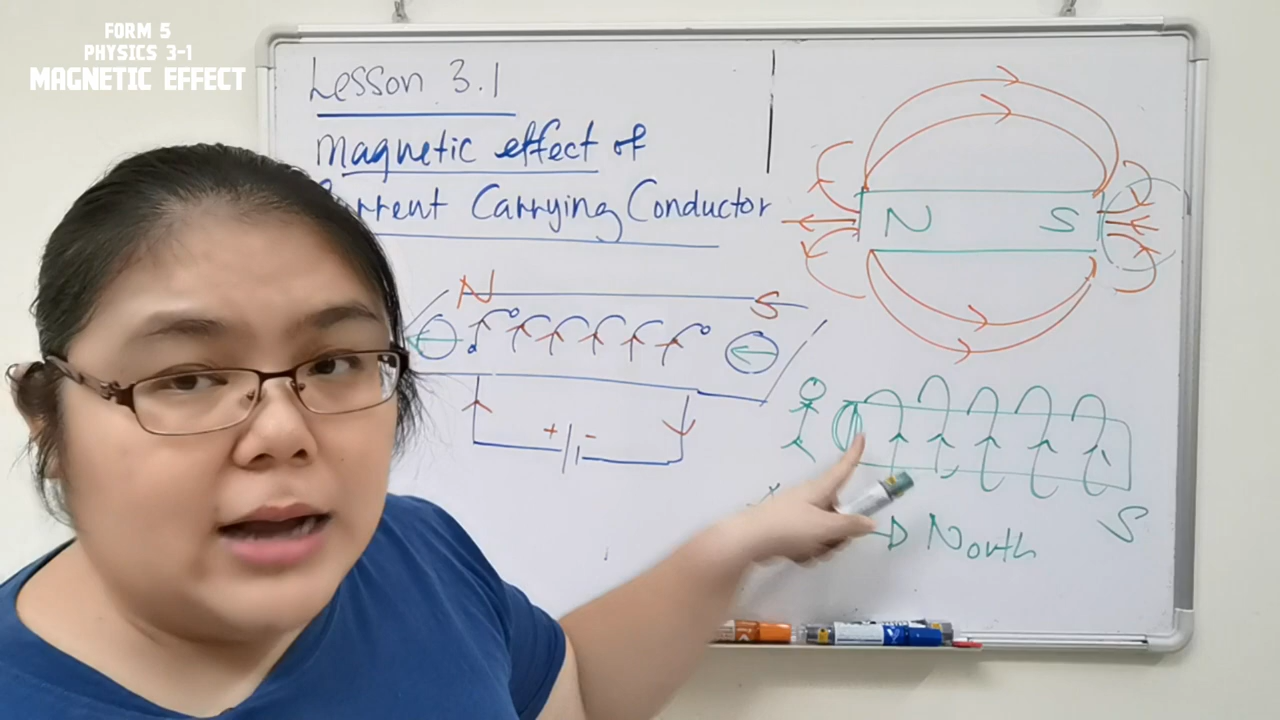 FORM 5
PHYSICS 3-1
MAGNETIC EFFECT
Lesson 3.1
Magnetic effect of
Current Carrying Conductor
N S
N S
+ -
S
North